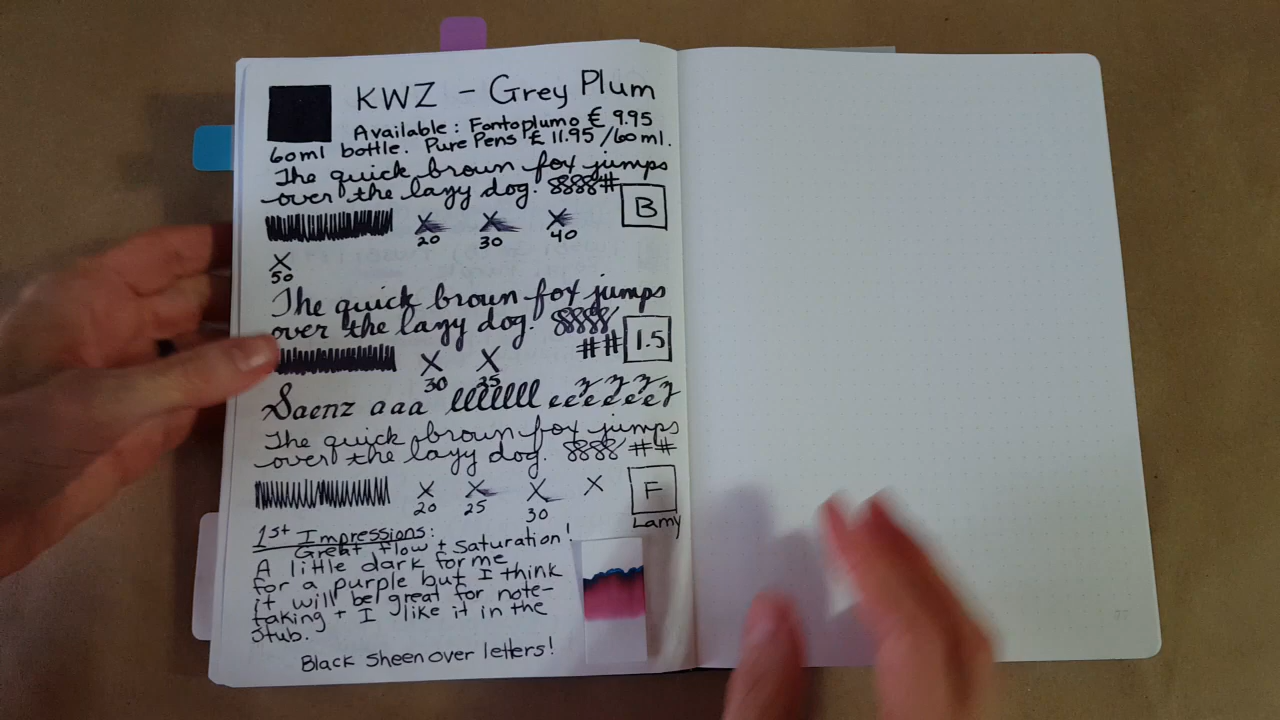 KWZ - Grey Plum
Available: Fontoplumo € 9.95
60ml bottle. Pure Pens £ 11.95/60ml.
The quick brown fox jumps
over the lazy dog. 8888#
B
X X X
20 30 40
X
50
The quick brown fox jumps
over the lazy dog. 8888
## 1.5
X X
30 35
Saenz aaa llllllll
The quick brown fox jumps
over the lazy dog. 8888 ##
F
X X X X
20 25 30
Lamy
1st Impressions:
Great flow + saturation!
A little dark for me
for a purple but I think
it will be great for note-
taking + I like it in the
stub.
Black sheen over letters!
27